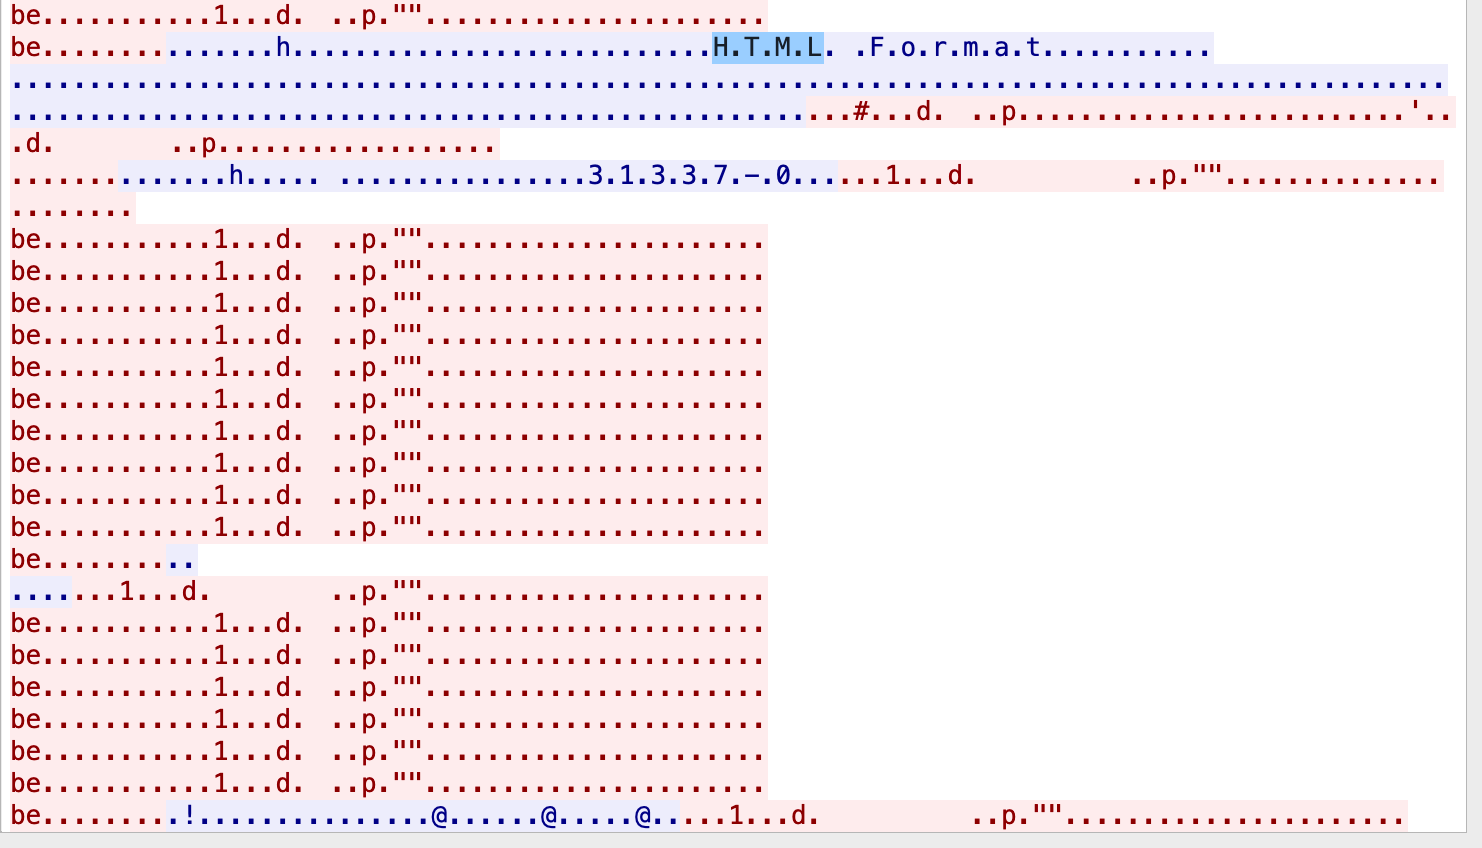 be...........1...d.  ..p.""......................
be...............h...........................H.T.M.L. .F.o.r.m.a.t...........
............................................................................................
......................................................#...d.  ..p.........................'..
.d.        ..p..................
..............h..... ................3.1.3.3.7.-.0......1...d.          ..p.""..............
........
be...........1...d.  ..p.""......................
be...........1...d.  ..p.""......................
be...........1...d.  ..p.""......................
be...........1...d.  ..p.""......................
be...........1...d.  ..p.""......................
be...........1...d.  ..p.""......................
be...........1...d.  ..p.""......................
be...........1...d.  ..p.""......................
be...........1...d.  ..p.""......................
be...........1...d.  ..p.""......................
be..........
.......1...d.        ..p.""......................
be...........1...d.  ..p.""......................
be...........1...d.  ..p.""......................
be...........1...d.  ..p.""......................
be...........1...d.  ..p.""......................
be...........1...d.  ..p.""......................
be...........1...d.  ..p.""......................
be.........!...............@......@.....@.....1...d.          ..p.""......................